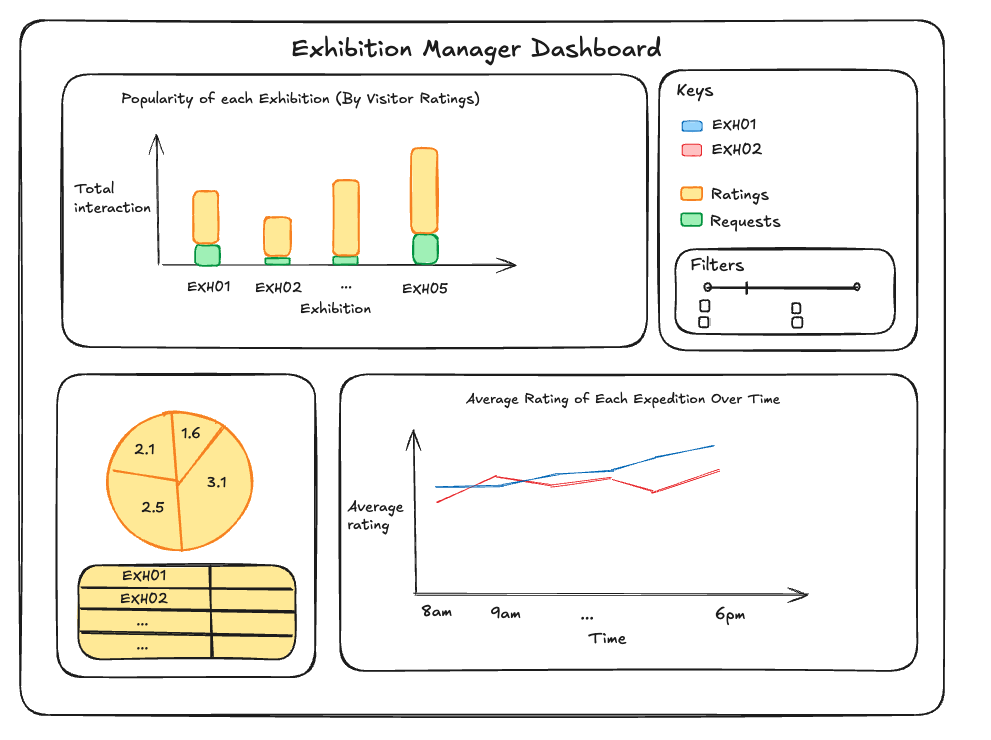 Exhibition Manager Dashboard
Popularity of each Exhibition (By Visitor Ratings)
Total
interaction
EXH01
EXH02
...
EXH05
Exhibition
Keys
EXH01
EXH02
Ratings
Requests
Filters
2.1
1.6
3.1
2.5
EXH01
EXH02
...
...
Average Rating of Each Expedition Over Time
Average
rating
8am
9am
...
6pm
Time